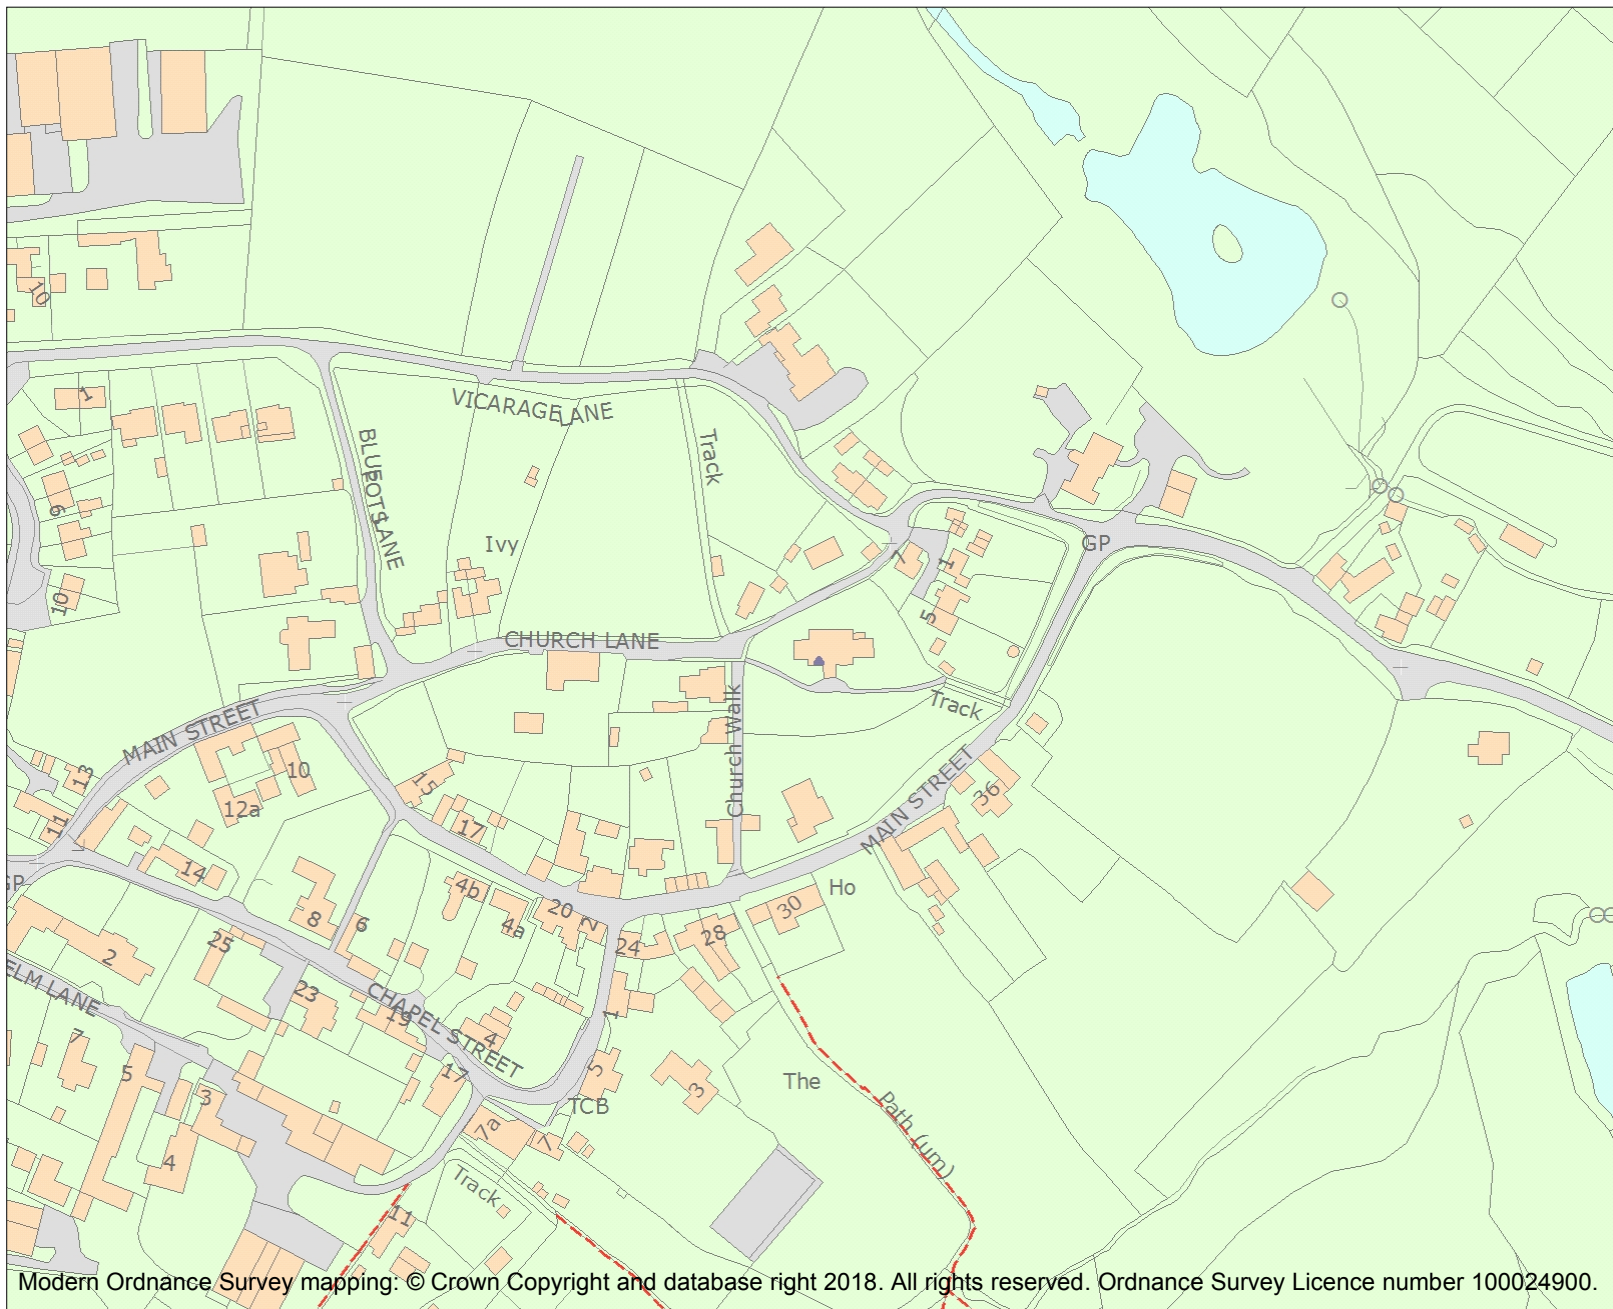 10
1
VICARAGE LANE
BLUEPOTS LANE
Track
6
Ivy
GP
7
1
10
5
CHURCH LANE
Track
Church Walk
MAIN STREET
13
10
15
12a
36
MAIN STREET
11
17
14
GP
4b
Ho
30
8
6
20
2
4a
28
25
24
2
ELM LANE
23
CHAPEL STREET
19
1
4
7
5
5
17
3
The
3
TCB
Path (um)
7a
7
4
Track
11
Modern Ordnance Survey mapping: © Crown Copyright and database right 2018. All rights reserved. Ordnance Survey Licence number 100024900.